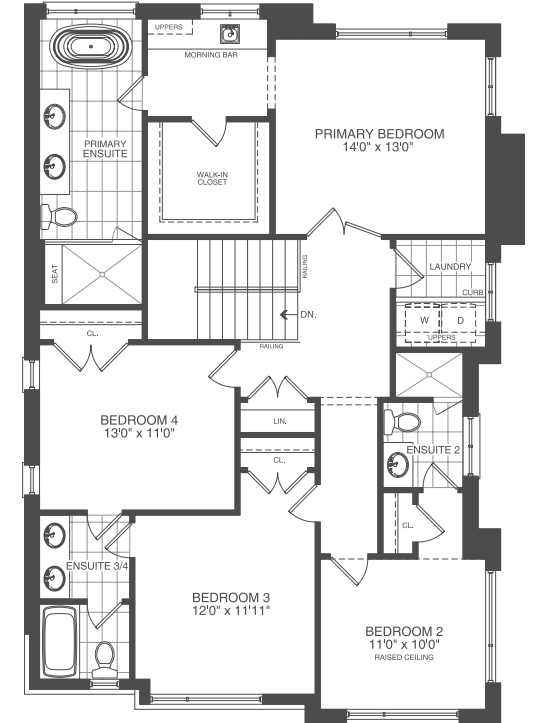 UPPERS
MORNING BAR
PRIMARY
ENSUITE
PRIMARY BEDROOM
14'0" x 13'0"
WALK-IN
CLOSET
SEAT
RAILING
LAUNDRY
CURB
W
D
UPPERS
DN.
RAILING
CL.
BEDROOM 4
13'0" x 11'0"
LIN.
CL.
ENSUITE 2
CL.
ENSUITE 3/4
BEDROOM 3
12'0" x 11'11"
BEDROOM 2
11'0" x 10'0"
RAISED CEILING